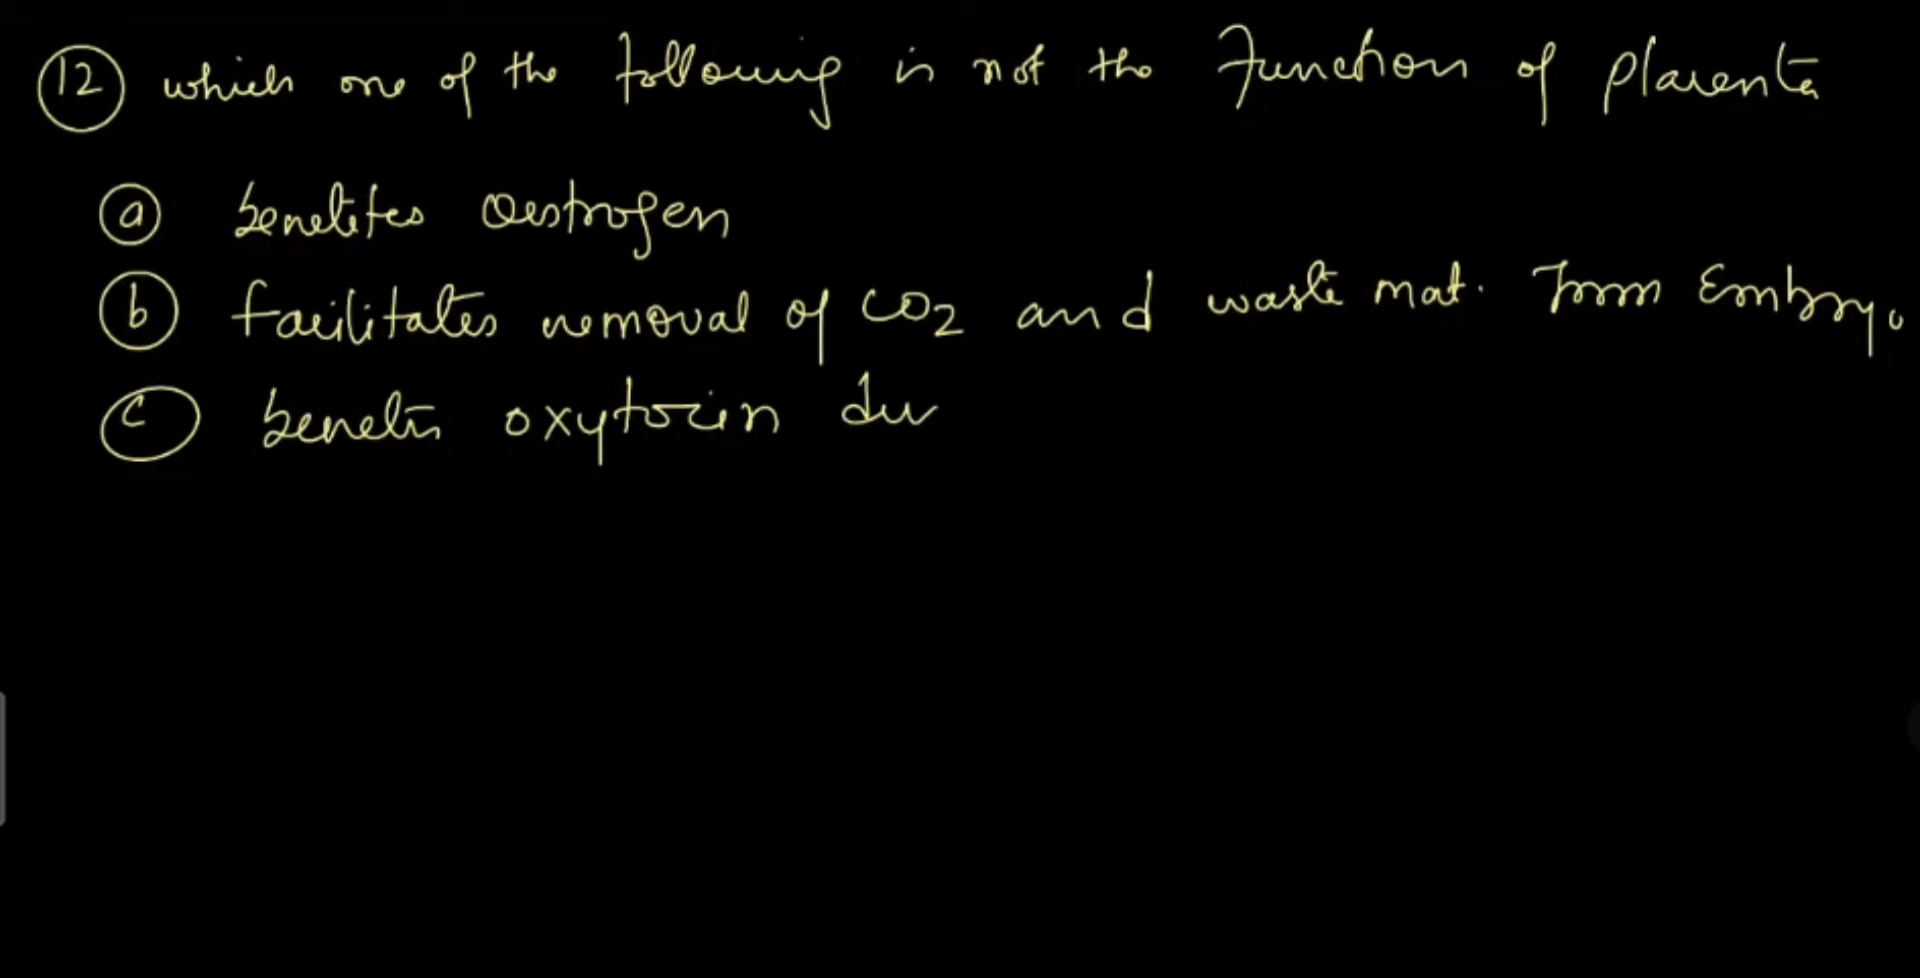 12 which one of the following is not the function of placenta
a secretes oestrogen
b facilitates removal of CO2 and waste mat. from Embryo
c secretes oxytocin du